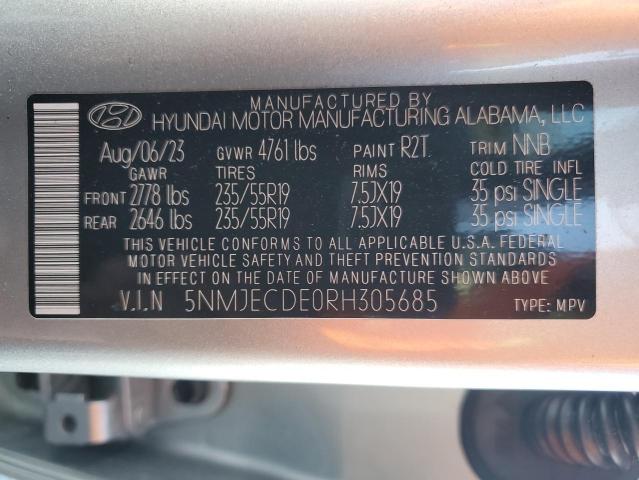 MANUFACTURED BY
HYUNDAI MOTOR MANUFACTURING ALABAMA, LLC
Aug/06/23 GVWR 4761 lbs PAINT R2T TRIM NNB
GAWR TIRES RIMS COLD TIRE INFL
FRONT 2778 lbs 235/55R19 7.5JX19 35 psi SINGLE
REAR 2646 lbs 235/55R19 7.5JX19 35 psi SINGLE
THIS VEHICLE CONFORMS TO ALL APPLICABLE U.S.A. FEDERAL
MOTOR VEHICLE SAFETY AND THEFT PREVENTION STANDARDS
IN EFFECT ON THE DATE OF MANUFACTURE SHOWN ABOVE
V.I.N 5NMJECDE0RH305685 TYPE: MPV